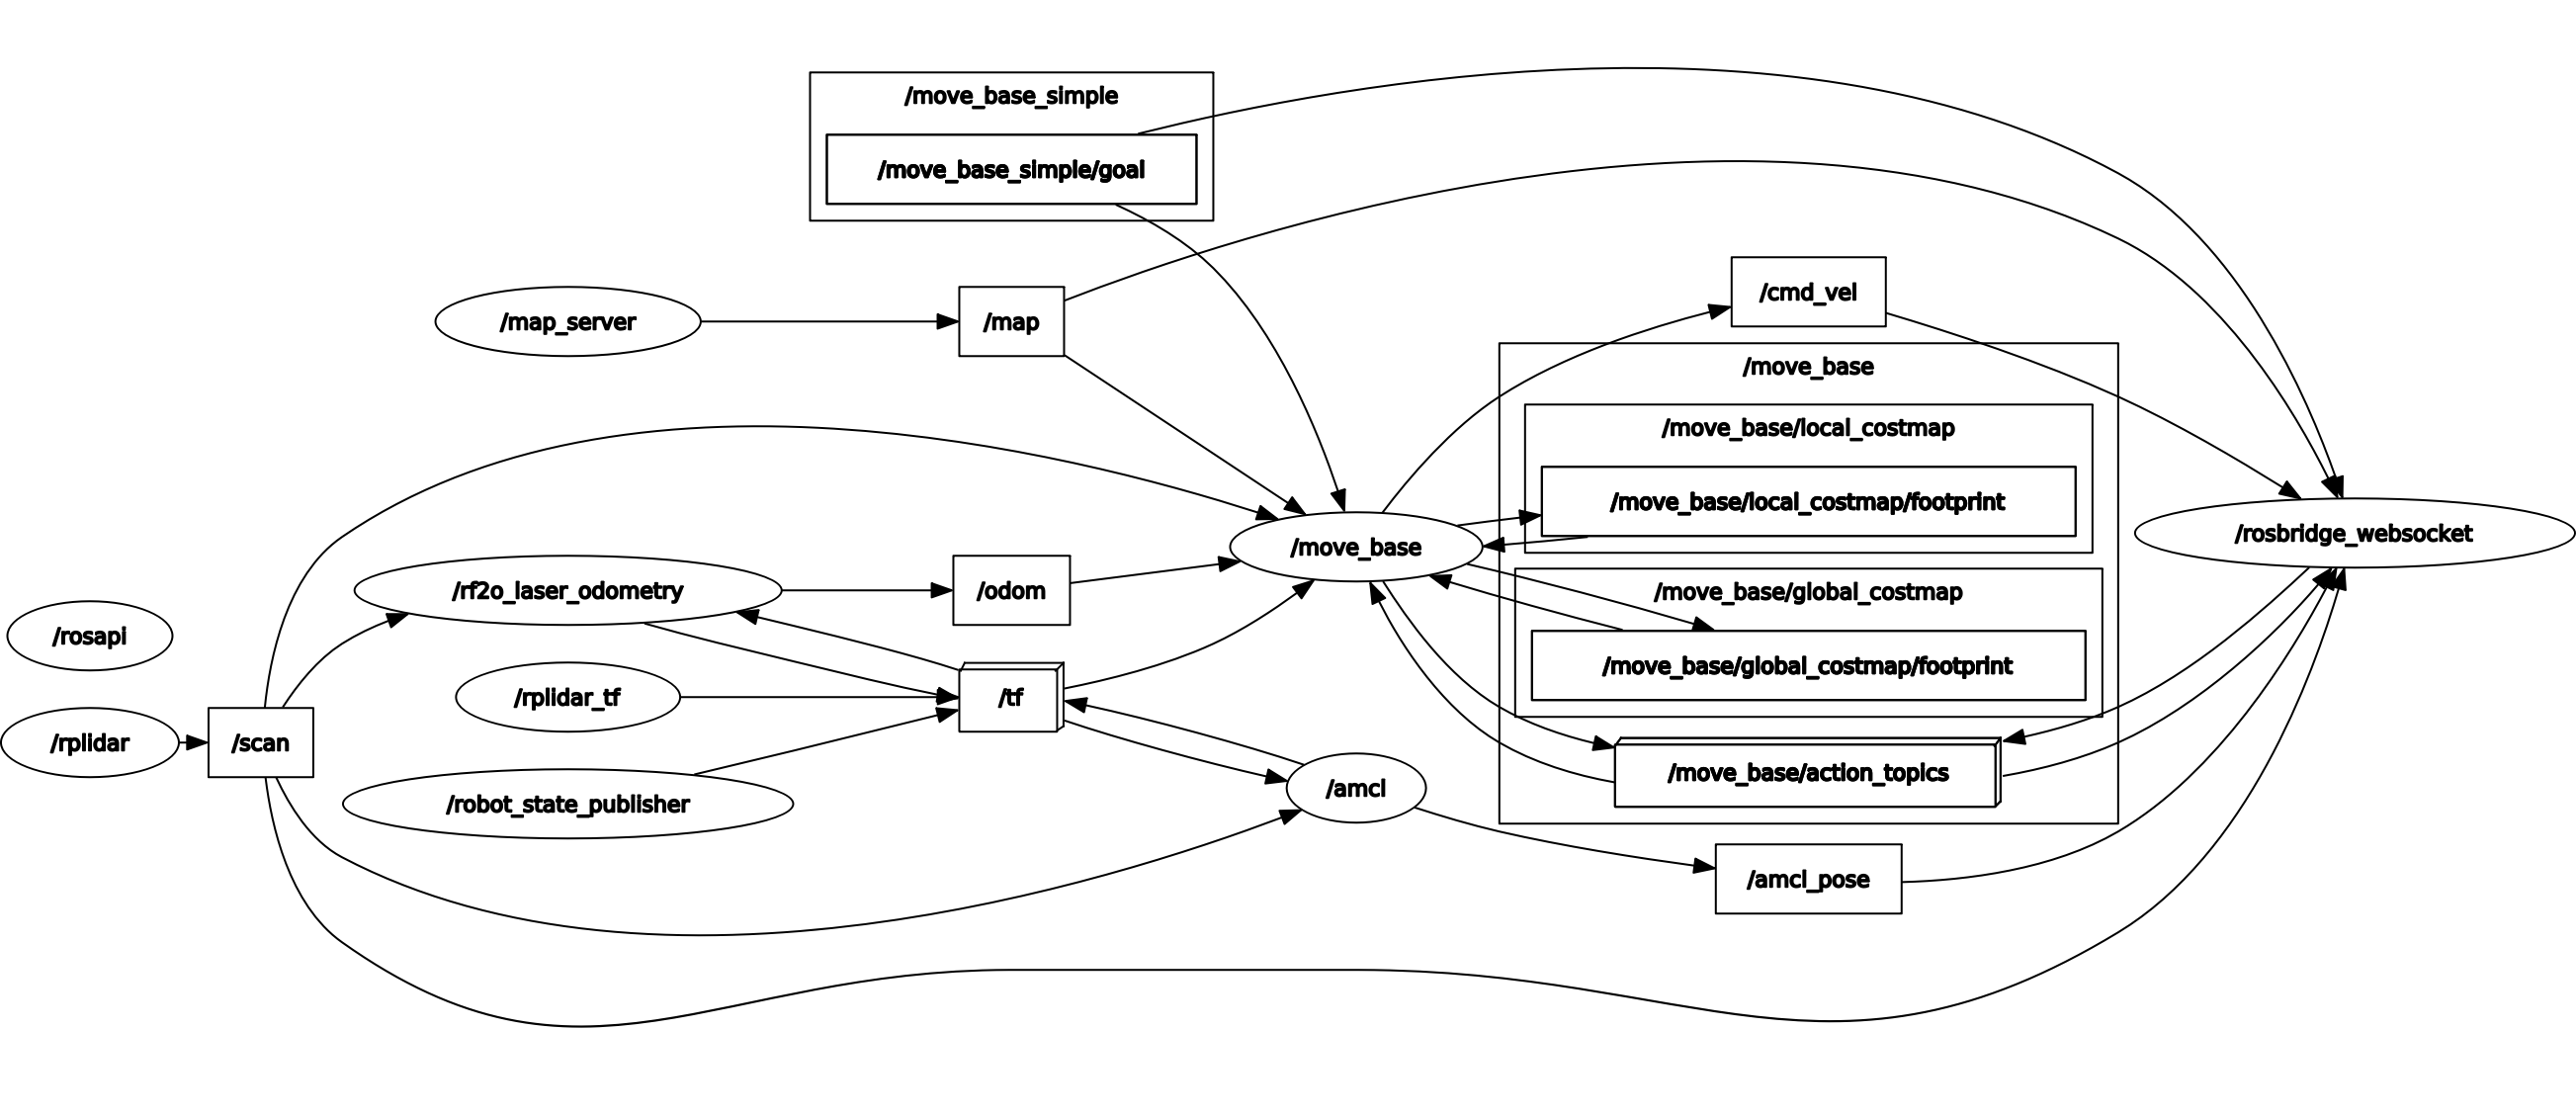 /move_base_simple
/move_base_simple/goal
/cmd_vel
/map_server
/map
/move_base
/move_base/local_costmap
/move_base/local_costmap/footprint
/rosbridge_websocket
/move_base
/rf2o_laser_odometry
/odom
/move_base/global_costmap
/rosapi
/move_base/global_costmap/footprint
/rplidar_tf
/tf
/rplidar
/scan
/move_base/action_topics
/amcl
/robot_state_publisher
/amcl_pose